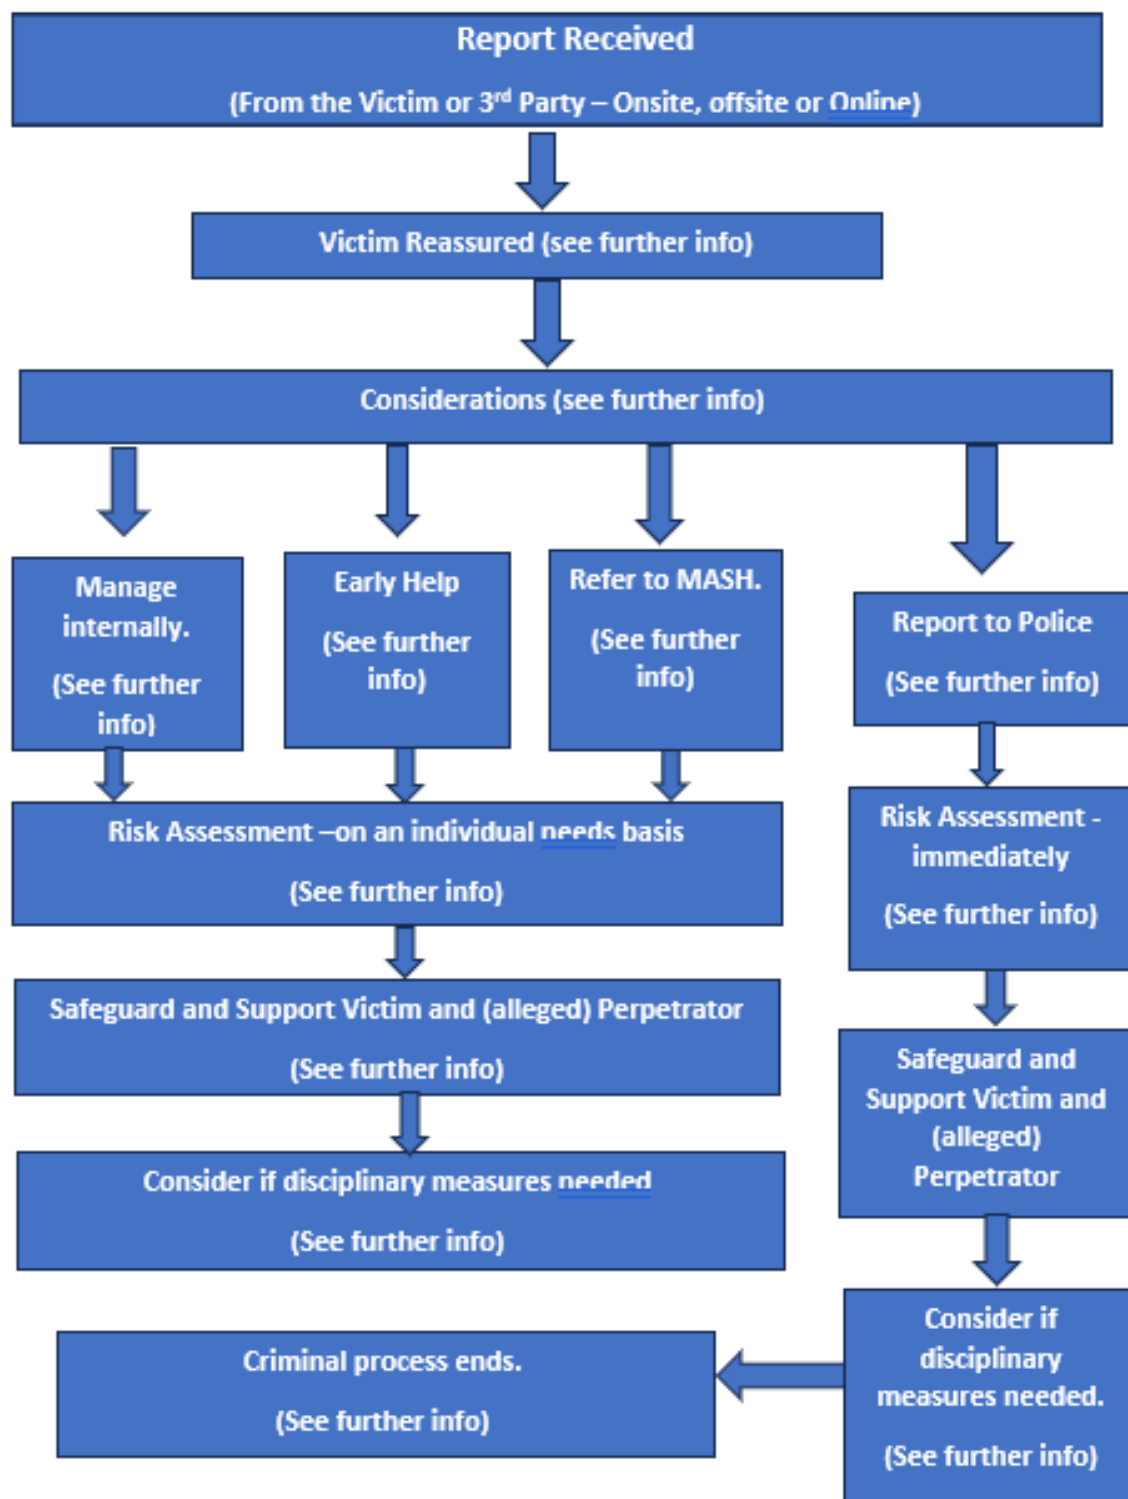 Report Received
(From the Victim or 3rd Party – Onsite, offsite or Online)
Victim Reassured (see further info)
Considerations (see further info)
Manage
internally.
(See further
info)
Early Help
(See further
info)
Refer to MASH.
(See further
info)
Report to Police
(See further info)
Risk Assessment –on an individual needs basis
(See further info)
Risk Assessment -
immediately
(See further info)
Safeguard and Support Victim and (alleged) Perpetrator
(See further info)
Safeguard and
Support Victim and
(alleged)
Perpetrator
Consider if disciplinary measures needed
(See further info)
Consider if
disciplinary
measures needed.
(See further info)
Criminal process ends.
(See further info)